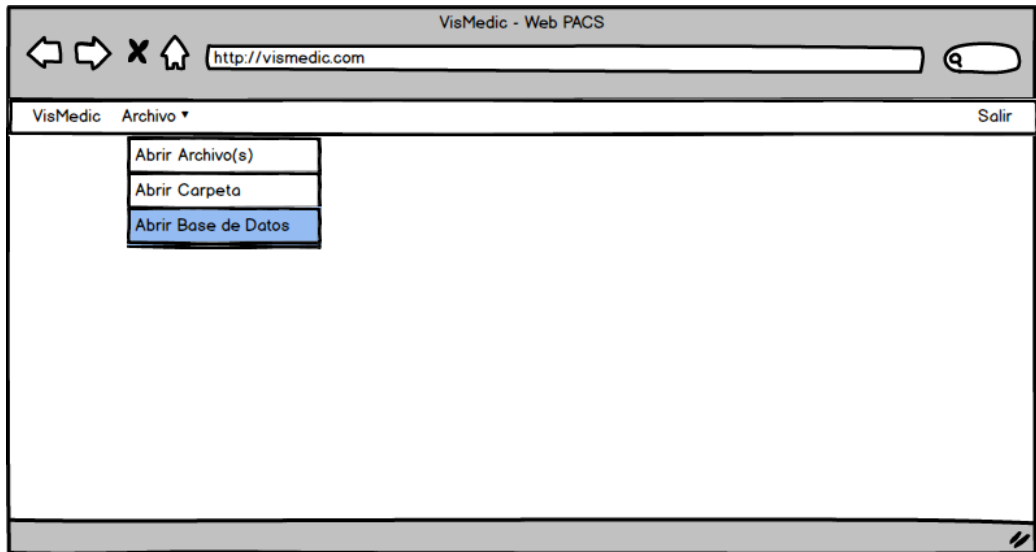 VisMedic - Web PACS
http://vismedic.com
VisMedic Archivo Salir
Abrir Archivo(s)
Abrir Carpeta
Abrir Base de Datos